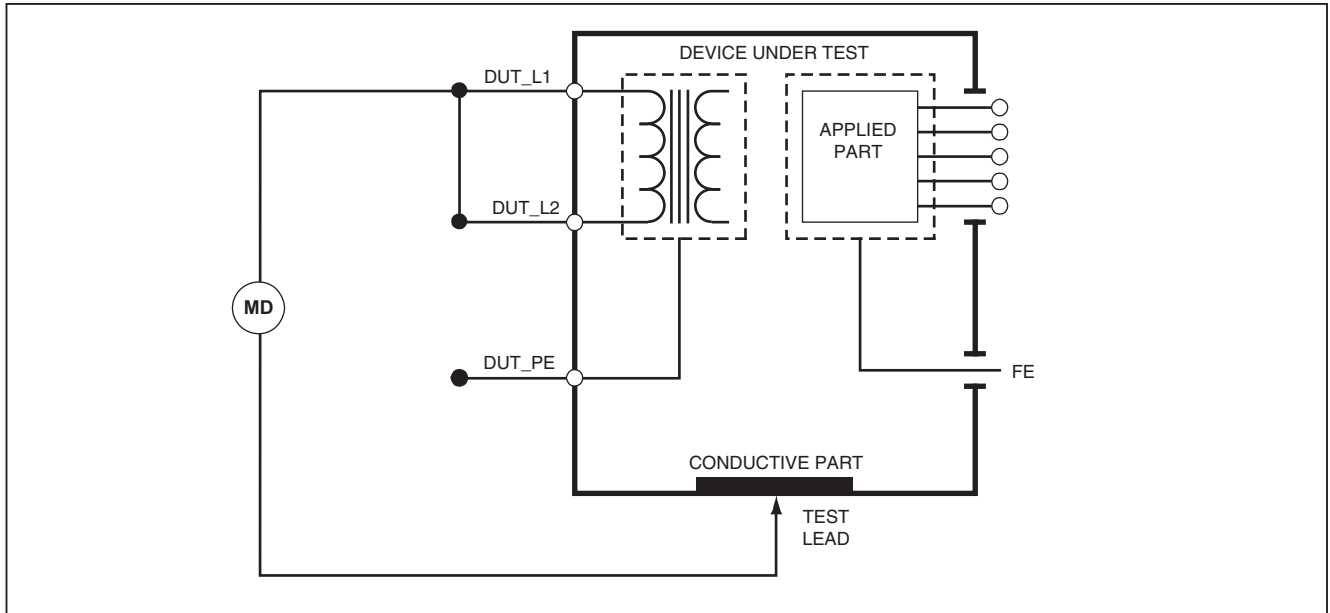 DEVICE UNDER TEST
DUT_L1
APPLIED
PART
DUT_L2
MD
DUT_PE
FE
CONDUCTIVE PART
TEST
LEAD